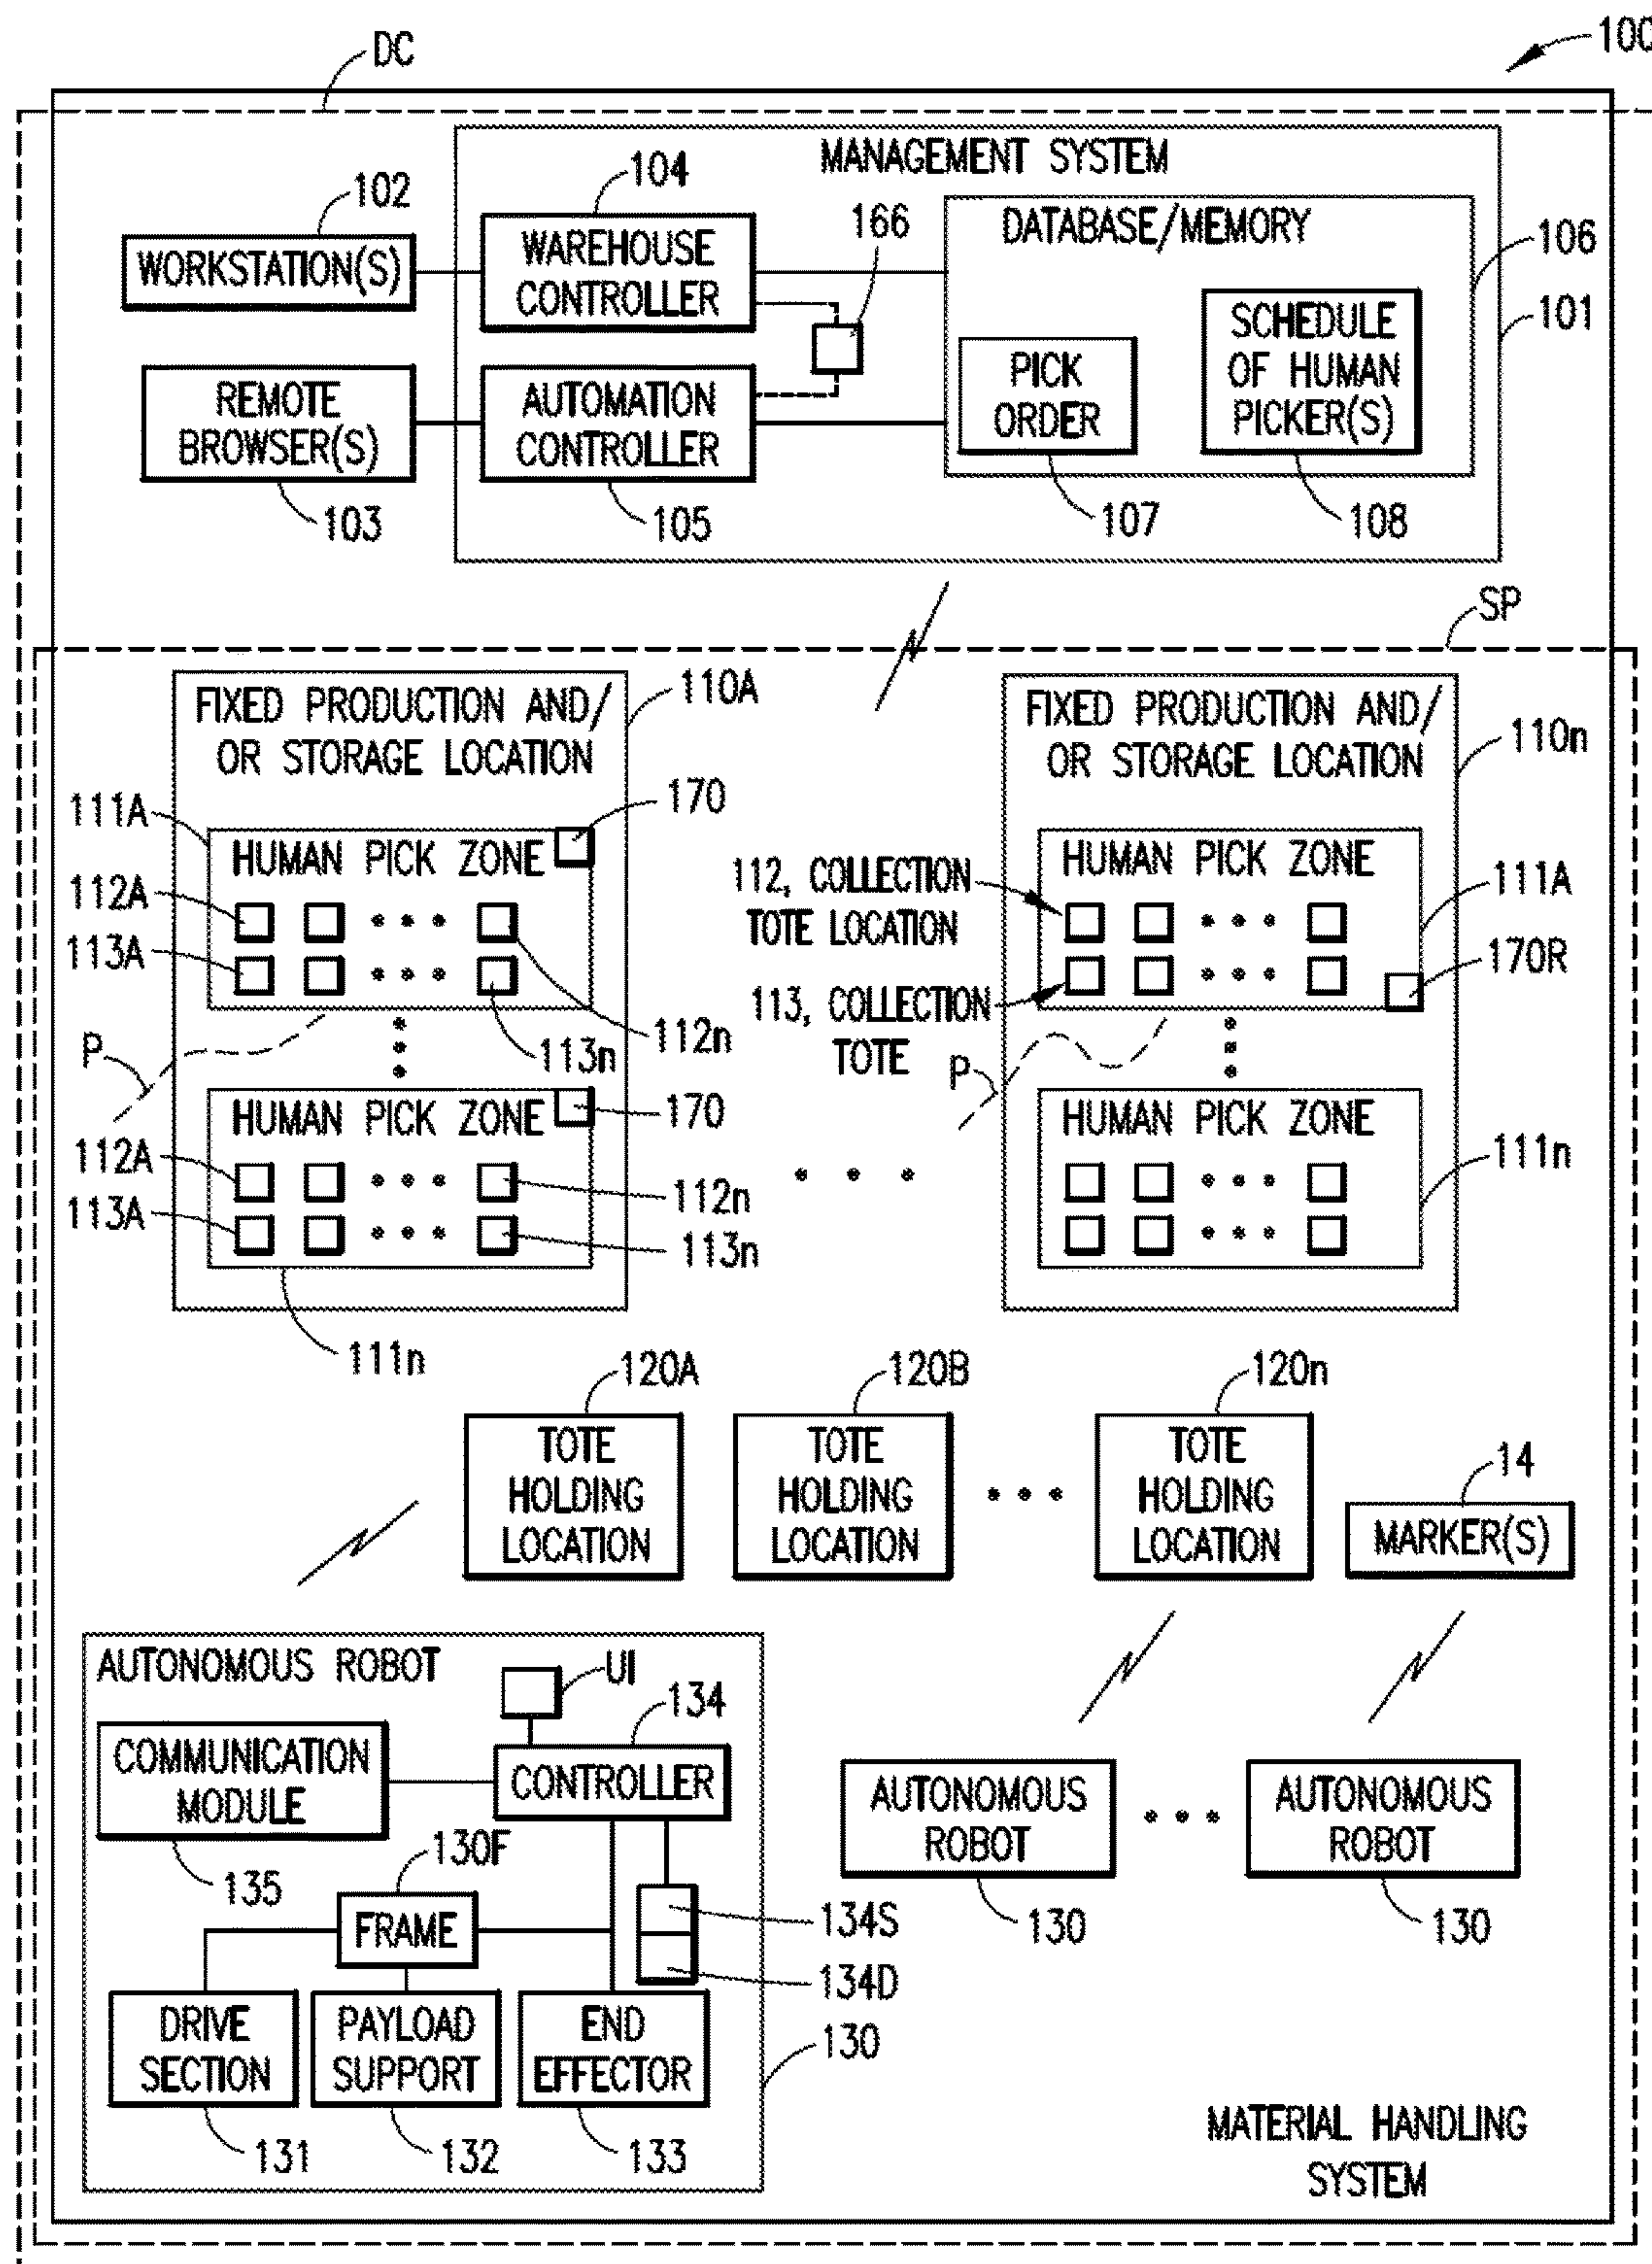 100
DC
MANAGEMENT SYSTEM
104
102
166
DATABASE/MEMORY
106
WORKSTATION(S)
WAREHOUSE
CONTROLLER
101
SCHEDULE
OF HUMAN
PICKER(S)
PICK
ORDER
REMOTE
BROWSER(S)
AUTOMATION
CONTROLLER
103
105
107
108
SP
FIXED PRODUCTION AND/
OR STORAGE LOCATION
110A
FIXED PRODUCTION AND/
OR STORAGE LOCATION
110n
111A
170
HUMAN PICK ZONE
112, COLLECTION
TOTE LOCATION
HUMAN PICK ZONE
111A
112A
113A
170R
113, COLLECTION
TOTE
112n
113n
P
P
HUMAN PICK ZONE
170
HUMAN PICK ZONE
112A
112n
111n
113A
113n
111n
120A
120B
120n
TOTE
HOLDING
LOCATION
TOTE
HOLDING
LOCATION
TOTE
HOLDING
LOCATION
14
MARKER(S)
AUTONOMOUS ROBOT
UI
134
COMMUNICATION
MODULE
CONTROLLER
AUTONOMOUS
ROBOT
AUTONOMOUS
ROBOT
130F
135
FRAME
134S
130
130
134D
DRIVE
SECTION
PAYLOAD
SUPPORT
END
EFFECTOR
130
131
132
133
MATERIAL HANDLING
SYSTEM